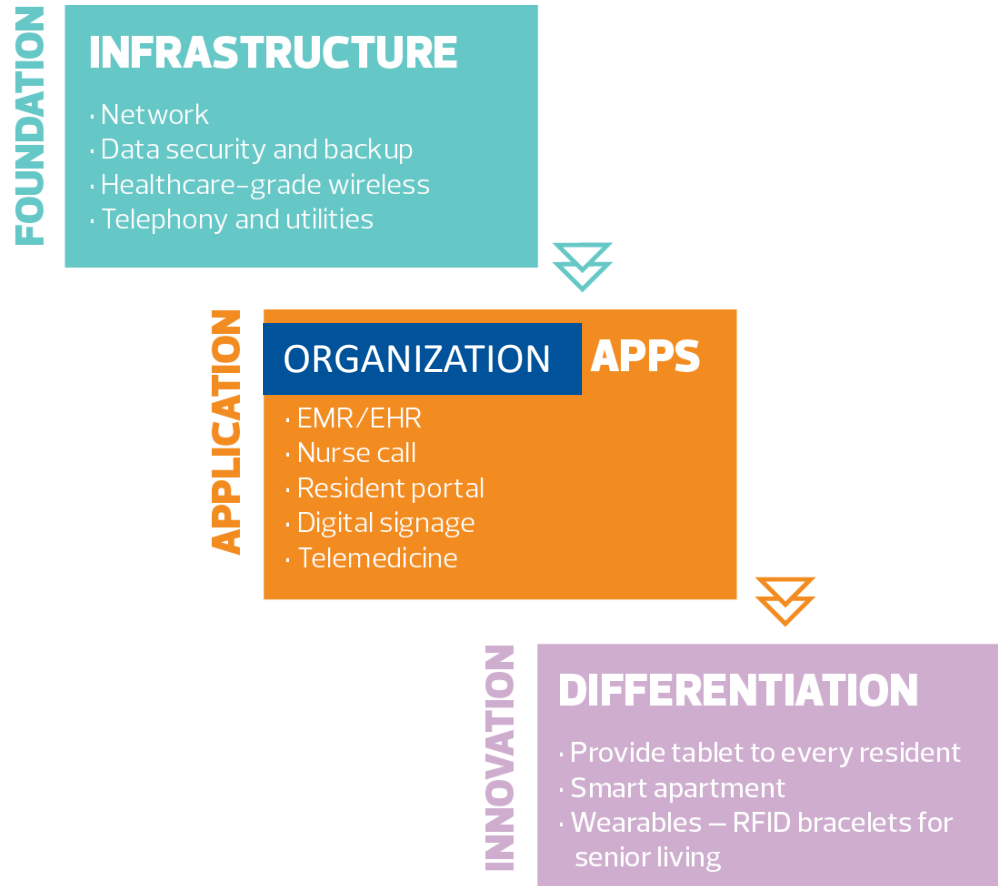 FOUNDATION
INFRASTRUCTURE
· Network
· Data security and backup
· Healthcare-grade wireless
· Telephony and utilities
APPLICATION
ORGANIZATION APPS
· EMR/EHR
· Nurse call
· Resident portal
· Digital signage
· Telemedicine
INNOVATION
DIFFERENTIATION
· Provide tablet to every resident
· Smart apartment
· Wearables – RFID bracelets for
senior living